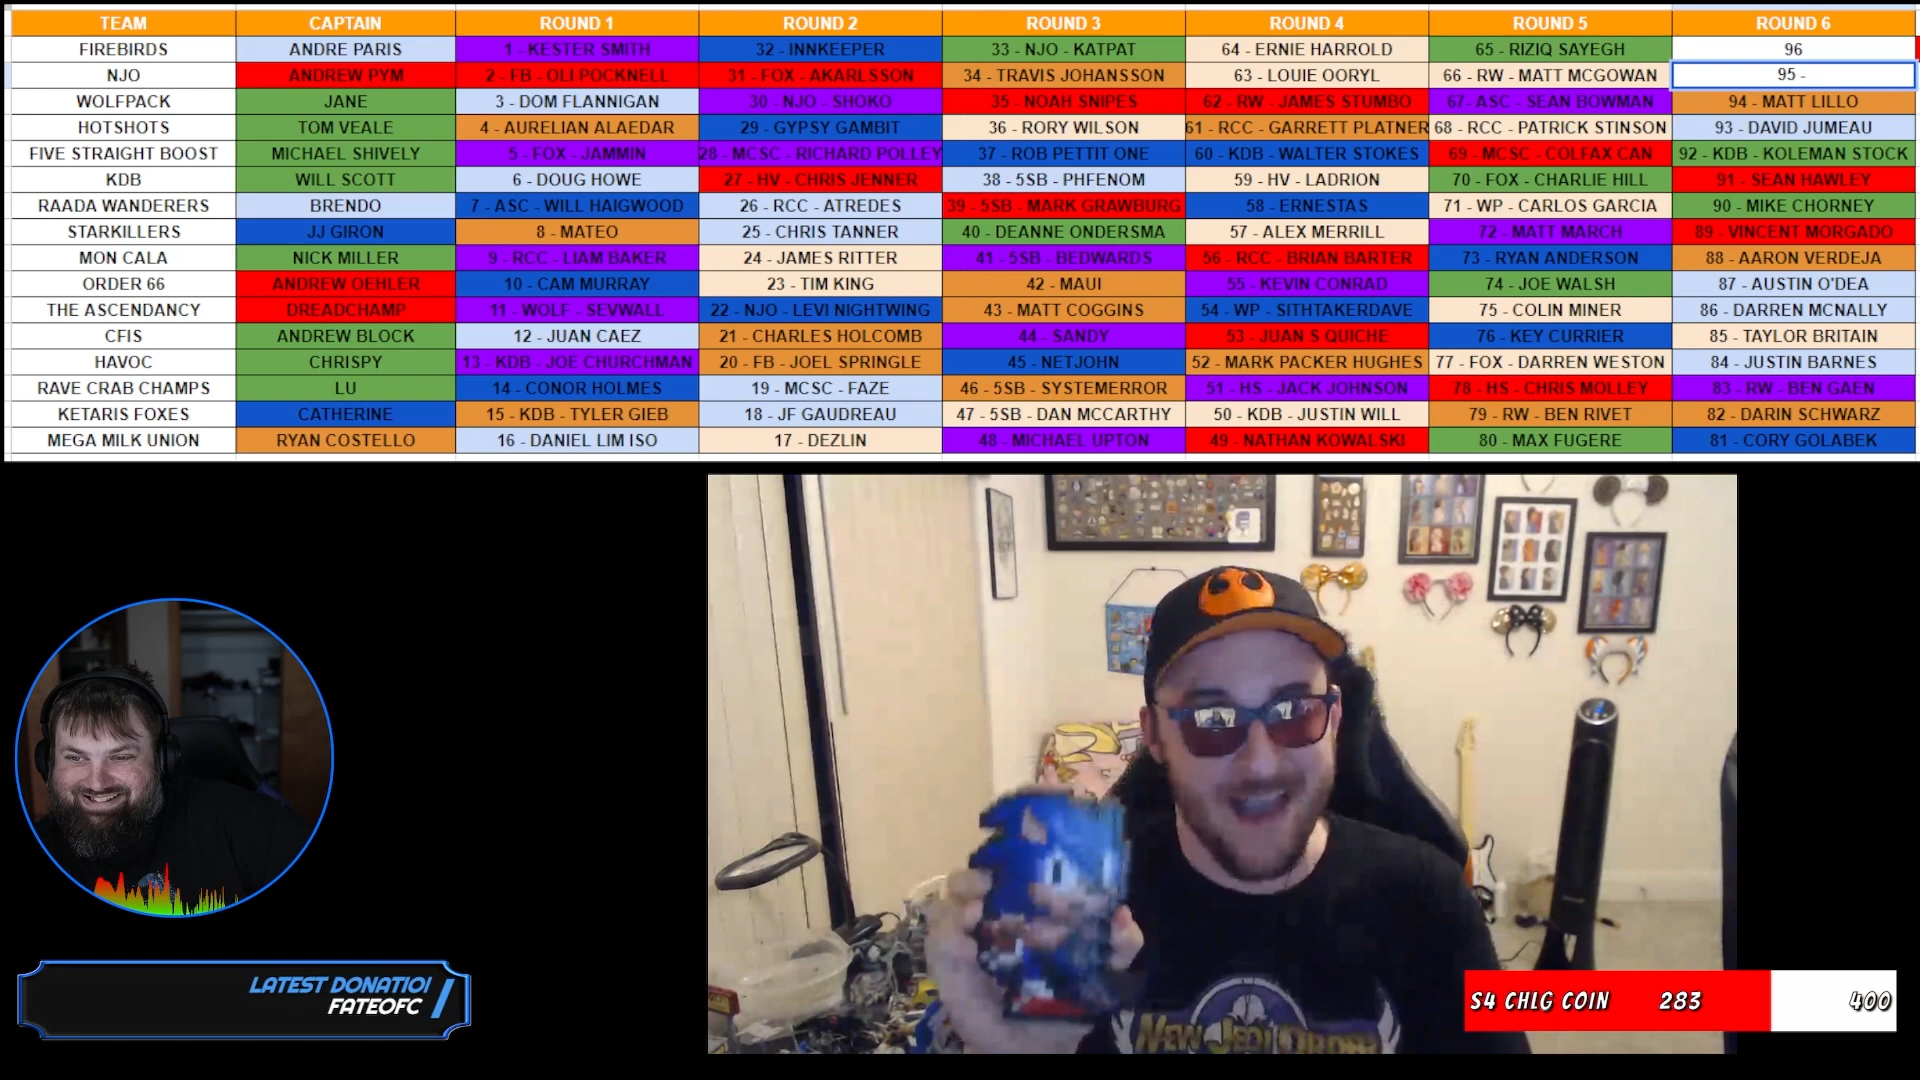 TEAM CAPTAIN ROUND 1 ROUND 2 ROUND 3 ROUND 4 ROUND 5 ROUND 6
FIREBIRDS ANDRE PARIS 1 - KESTER SMITH 32 - INNKEEPER 33 - NJO - KATPAT 64 - ERNIE HARROLD 65 - RIZIQ SAYEGH 96
NJO ANDREW PYM 2 - FB - OLI POCKNELL 31 - FOX - AKARLSSON 34 - TRAVIS JOHANSSON 63 - LOUIE OORYL 66 - RW - MATT MCGOWAN 95 -
WOLFPACK JANE 3 - DOM FLANNIGAN 30 - NJO - SHOKO 35 - NOAH SNIPES 62 - RW - JAMES STUMBO 67- ASC - SEAN BOWMAN 94 - MATT LILLO
HOTSHOTS TOM VEALE 4 - AURELIAN ALAEDAR 29 - GYPSY GAMBIT 36 - RORY WILSON 61 - RCC - GARRETT PLATNER 68 - RCC - PATRICK STINSON 93 - DAVID JUMEAU
FIVE STRAIGHT BOOST MICHAEL SHIVELY 5 - FOX - JAMMIN 28 - MCSC - RICHARD POLLEY 37 - ROB PETTIT ONE 60 - KDB - WALTER STOKES 69 - MCSC - COLFAX CAN 92 - KDB - KOLEMAN STOCK
KDB WILL SCOTT 6 - DOUG HOWE 27 - HV - CHRIS JENNER 38 - 5SB - PHFENOM 59 - HV - LADRION 70 - FOX - CHARLIE HILL 91 - SEAN HAWLEY
RAADA WANDERERS BRENDO 7 - ASC - WILL HAIGWOOD 26 - RCC - ATREDES 39 - 5SB - MARK GRAWBURG 58 - ERNESTAS 71 - WP - CARLOS GARCIA 90 - MIKE CHORNEY
STARKILLERS JJ GIRON 8 - MATEO 25 - CHRIS TANNER 40 - DEANNE ONDERSMA 57 - ALEX MERRILL 72 - MATT MARCH 89 - VINCENT MORGADO
MON CALA NICK MILLER 9 - RCC - LIAM BAKER 24 - JAMES RITTER 41 - 5SB - BEDWARDS 56 - RCC - BRIAN BARTER 73 - RYAN ANDERSON 88 - AARON VERDEJA
ORDER 66 ANDREW OEHLER 10 - CAM MURRAY 23 - TIM KING 42 - MAUI 55 - KEVIN CONRAD 74 - JOE WALSH 87 - AUSTIN O'DEA
THE ASCENDANCY DREADCHAMP 11 - WOLF - SEVWALL 22 - NJO - LEVI NIGHTWING 43 - MATT COGGINS 54 - WP - SITHTAKERDAVE 75 - COLIN MINER 86 - DARREN MCNALLY
CFIS ANDREW BLOCK 12 - JUAN CAEZ 21 - CHARLES HOLCOMB 44 - SANDY 53 - JUAN S QUICHE 76 - KEY CURRIER 85 - TAYLOR BRITAIN
HAVOC CHRISPY 13 - KDB - JOE CHURCHMAN 20 - FB - JOEL SPRINGLE 45 - NETJOHN 52 - MARK PACKER HUGHES 77 - FOX - DARREN WESTON 84 - JUSTIN BARNES
RAVE CRAB CHAMPS LU 14 - CONOR HOLMES 19 - MCSC - FAZE 46 - 5SB - SYSTEMERROR 51 - HS - JACK JOHNSON 78 - HS - CHRIS MOLLEY 83 - RW - BEN GAEN
KETARIS FOXES CATHERINE 15 - KDB - TYLER GIEB 18 - JF GAUDREAU 47 - 5SB - DAN MCCARTHY 50 - KDB - JUSTIN WILL 79 - RW - BEN RIVET 82 - DARIN SCHWARZ
MEGA MILK UNION RYAN COSTELLO 16 - DANIEL LIM ISO 17 - DEZLIN 48 - MICHAEL UPTON 49 - NATHAN KOWALSKI 80 - MAX FUGERE 81 - CORY GOLABEK
LATEST DONATIO
FATEOFC
S4 CHLG COIN 283 400
NEW JEDI ORDER